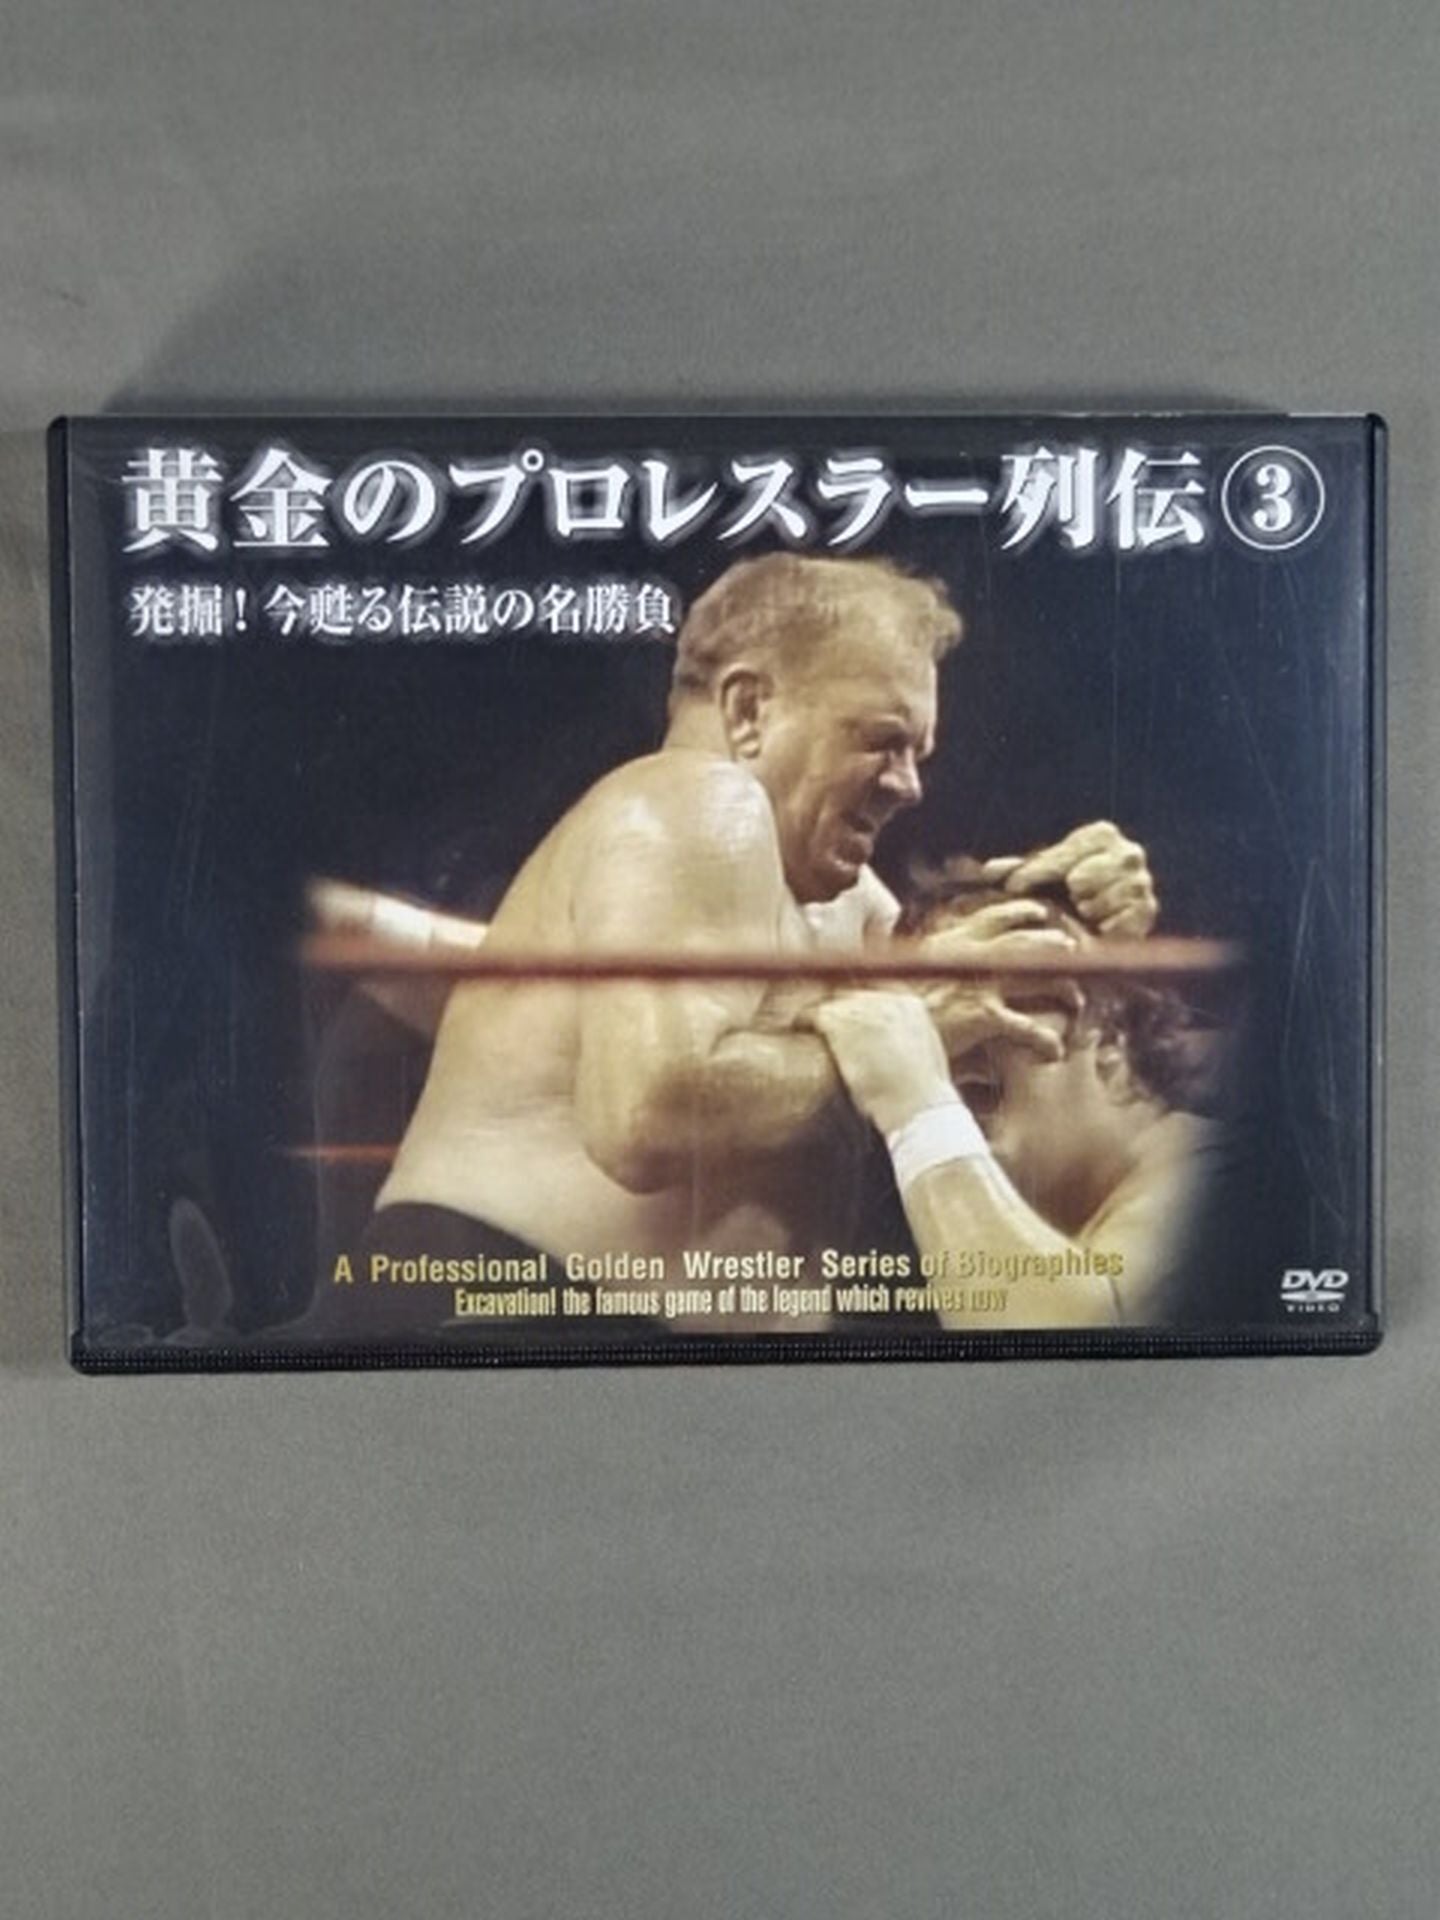 黄金のプロレスラー列伝③
発掘！今甦る伝説の名勝負
A Professional Golden Wrestler Series of Biographies
Excavation! the famous game of the legend which revives now
DVD
VIDEO